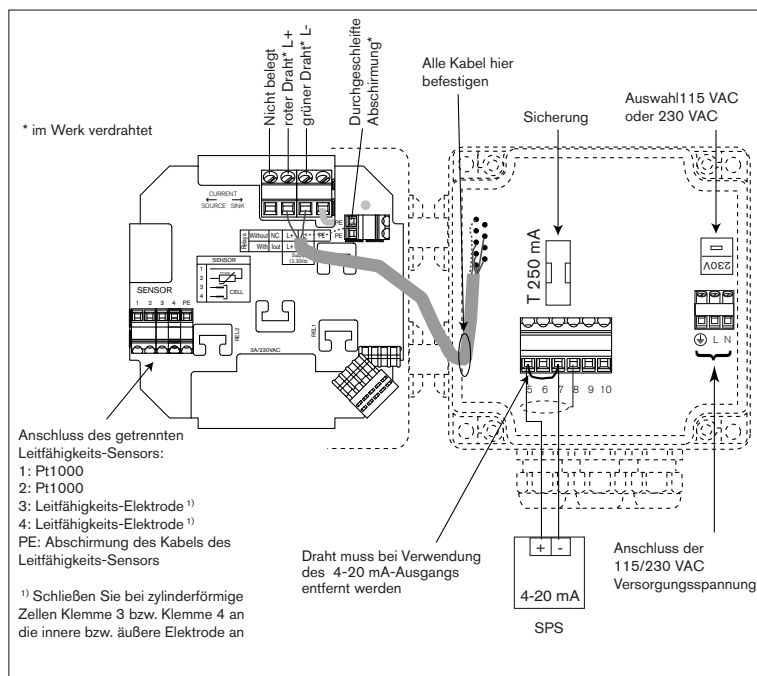 Nicht belegt
roter Draht* L+
grüner Draht* L-
Durchgeschleifte
Abschirmung*
Alle Kabel hier
befestigen
Auswahl115 VAC
oder 230 VAC
Sicherung
* im Werk verdrahtet
CURRENT
SOURCE SINK
PE
PE
Relays Without NC L+ PE PE
With Iout L+
12..30Vdc
T 250 mA
230V
SENSOR
1
2
3
4
CELL
SENSOR
1 2 3 4 PE
REL2
REL1
3A/230VAC
L N
5 6 7 8 9 10
Anschluss des getrennten
Leitfähigkeits-Sensors:
1: Pt1000
2: Pt1000
3: Leitfähigkeits-Elektrode 1)
4: Leitfähigkeits-Elektrode 1)
PE: Abschirmung des Kabels des
Leitfähigkeits-Sensors
1) Schließen Sie bei zylinderförmige
Zellen Klemme 3 bzw. Klemme 4 an
die innere bzw. äußere Elektrode an
Draht muss bei Verwendung
des 4-20 mA-Ausgangs
entfernt werden
+ -
4-20 mA
SPS
Anschluss der
115/230 VAC
Versorgungsspannung